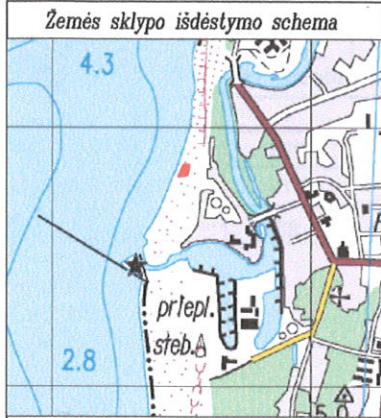 Žemės sklypo išdėstymo schema
4.3
prtepl.
steb.
2.8